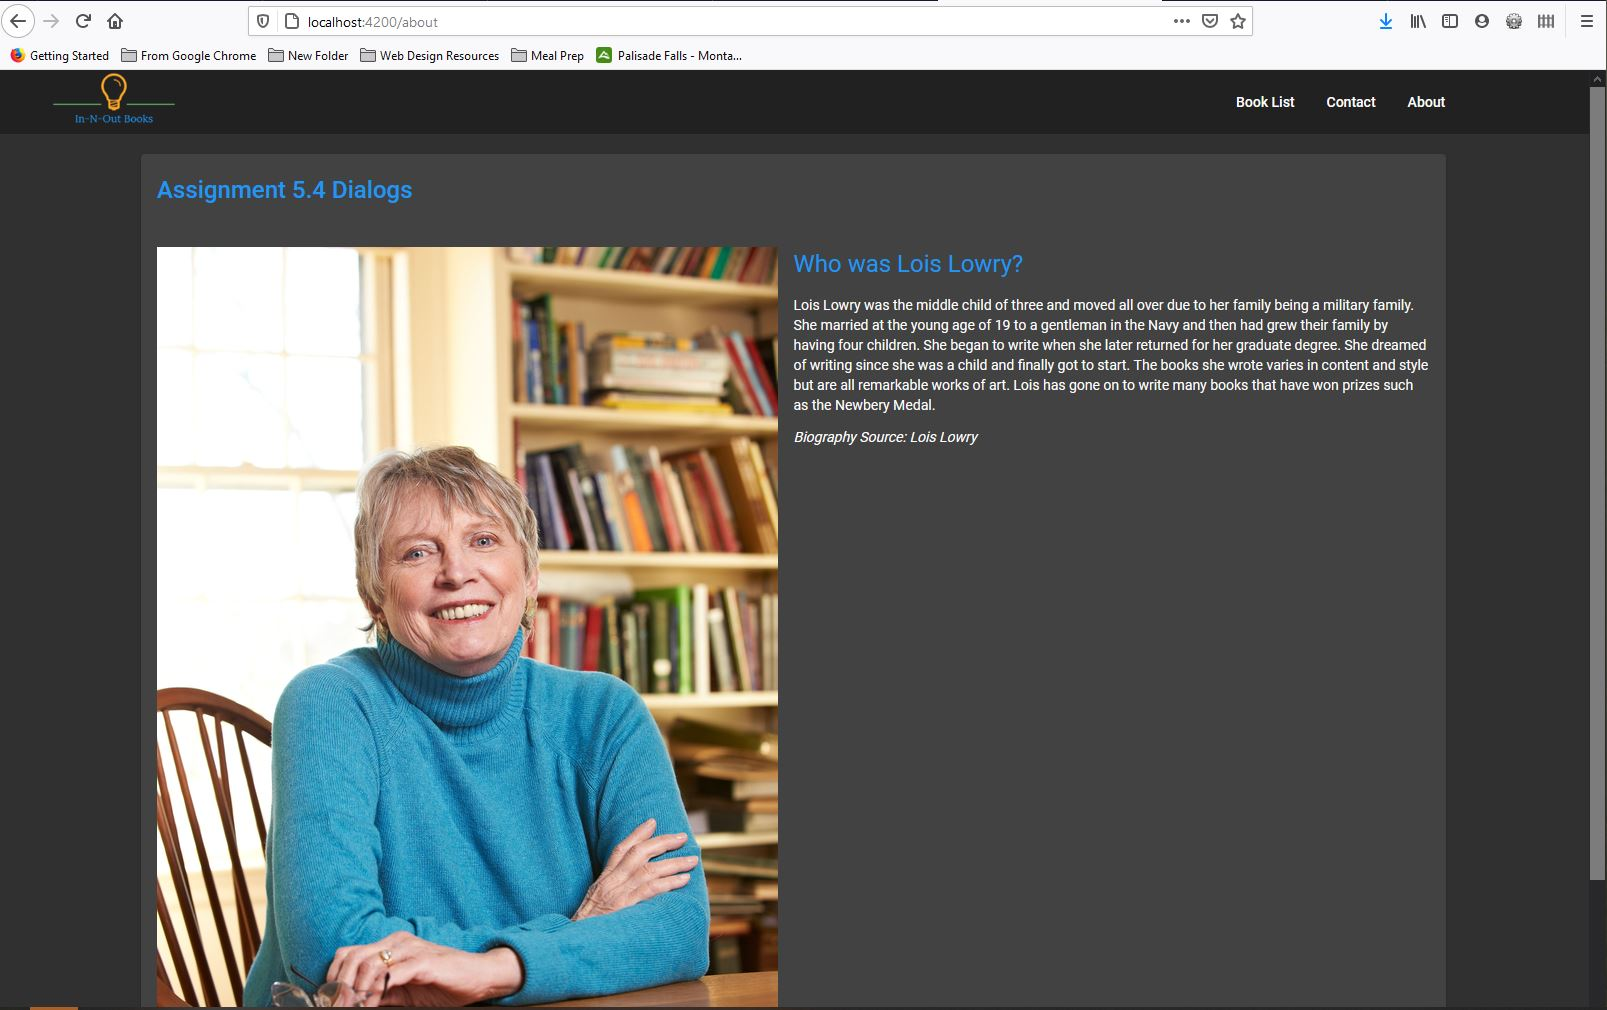 localhost:4200/about
Getting Started From Google Chrome New Folder Web Design Resources Meal Prep Palisade Falls - Monta...
In-N-Out Books
Book List Contact About
Assignment 5.4 Dialogs
Who was Lois Lowry?
Lois Lowry was the middle child of three and moved all over due to her family being a military family.
She married at the young age of 19 to a gentleman in the Navy and then had grew their family by
having four children. She began to write when she later returned for her graduate degree. She dreamed
of writing since she was a child and finally got to start. The books she wrote varies in content and style
but are all remarkable works of art. Lois has gone on to write many books that have won prizes such
as the Newbery Medal.
Biography Source: Lois Lowry